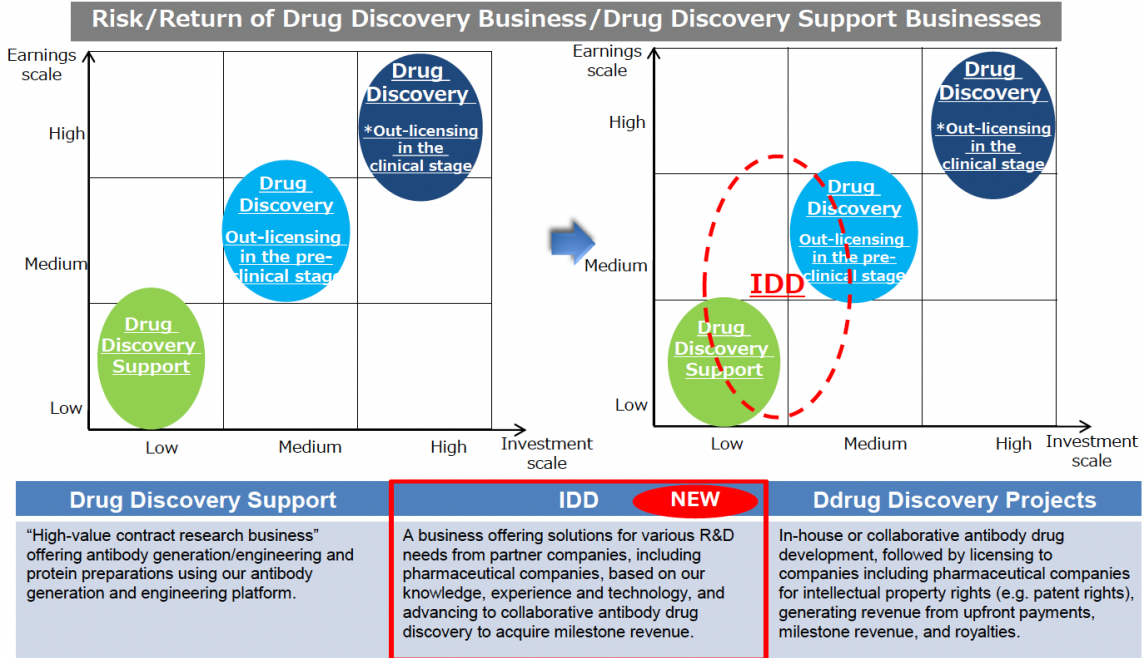 Risk/Return of Drug Discovery Business/Drug Discovery Support Businesses
Earnings
scale
High
Medium
Low
Drug
Discovery
*Out-licensing
in the
clinical stage
Drug
Discovery
Out-licensing
in the pre-
clinical stage
Drug
Discovery
Support
Low
Medium
High
Investment
scale
Earnings
scale
High
Medium
Low
Drug
Discovery
*Out-licensing
in the
clinical stage
Drug
Discovery
Out-licensing
in the pre-
clinical stage
IDD
Drug
Discovery
Support
Low
Medium
High
Investment
scale
Drug Discovery Support
“High-value contract research business”
offering antibody generation/engineering and
protein preparations using our antibody
generation and engineering platform.
IDD
NEW
A business offering solutions for various R&D
needs from partner companies, including
pharmaceutical companies, based on our
knowledge, experience and technology, and
advancing to collaborative antibody drug
discovery to acquire milestone revenue.
Ddrug Discovery Projects
In-house or collaborative antibody drug
development, followed by licensing to
companies including pharmaceutical companies
for intellectual property rights (e.g. patent rights),
generating revenue from upfront payments,
milestone revenue, and royalties.